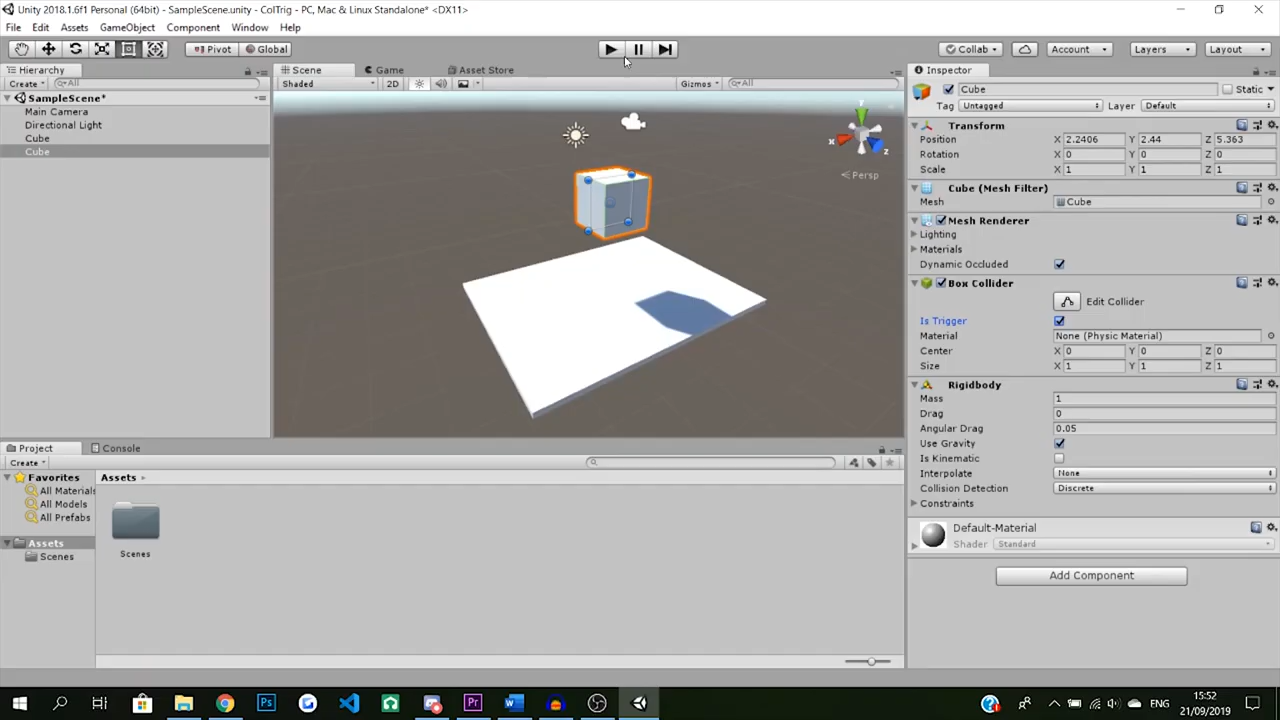 Unity 2018.1.6f1 Personal (64bit) - SampleScene.unity - ColTrig - PC, Mac & Linux Standalone* <DX11>
File Edit Assets GameObject Component Window Help
Pivot Global Collab Account Layers Layout
Hierarchy Scene Game Asset Store Inspector
Create All Shaded 2D Gizmos All Cube Static
SampleScene*
Tag Untagged Layer Default
Main Camera
Directional Light
Cube
Cube
Transform
Position X 2.2406 Y 2.44 Z 5.363
Rotation X 0 Y 0 Z 0
Scale X 1 Y 1 Z 1
y
x
z
Persp
Cube (Mesh Filter)
Mesh Cube
Mesh Renderer
Lighting
Materials
Dynamic Occluded
Box Collider
Edit Collider
Is Trigger
Material None (Physic Material)
Center X 0 Y 0 Z 0
Size X 1 Y 1 Z 1
Rigidbody
Mass 1
Drag 0
Angular Drag 0.05
Use Gravity
Is Kinematic
Interpolate None
Collision Detection Discrete
Constraints
Default-Material
Shader Standard
Add Component
Project Console
Create
Favorites
All Materials
All Models
All Prefabs
Assets
Scenes
Assets
Scenes
Ps
Pr
ENG
15:52
21/09/2019